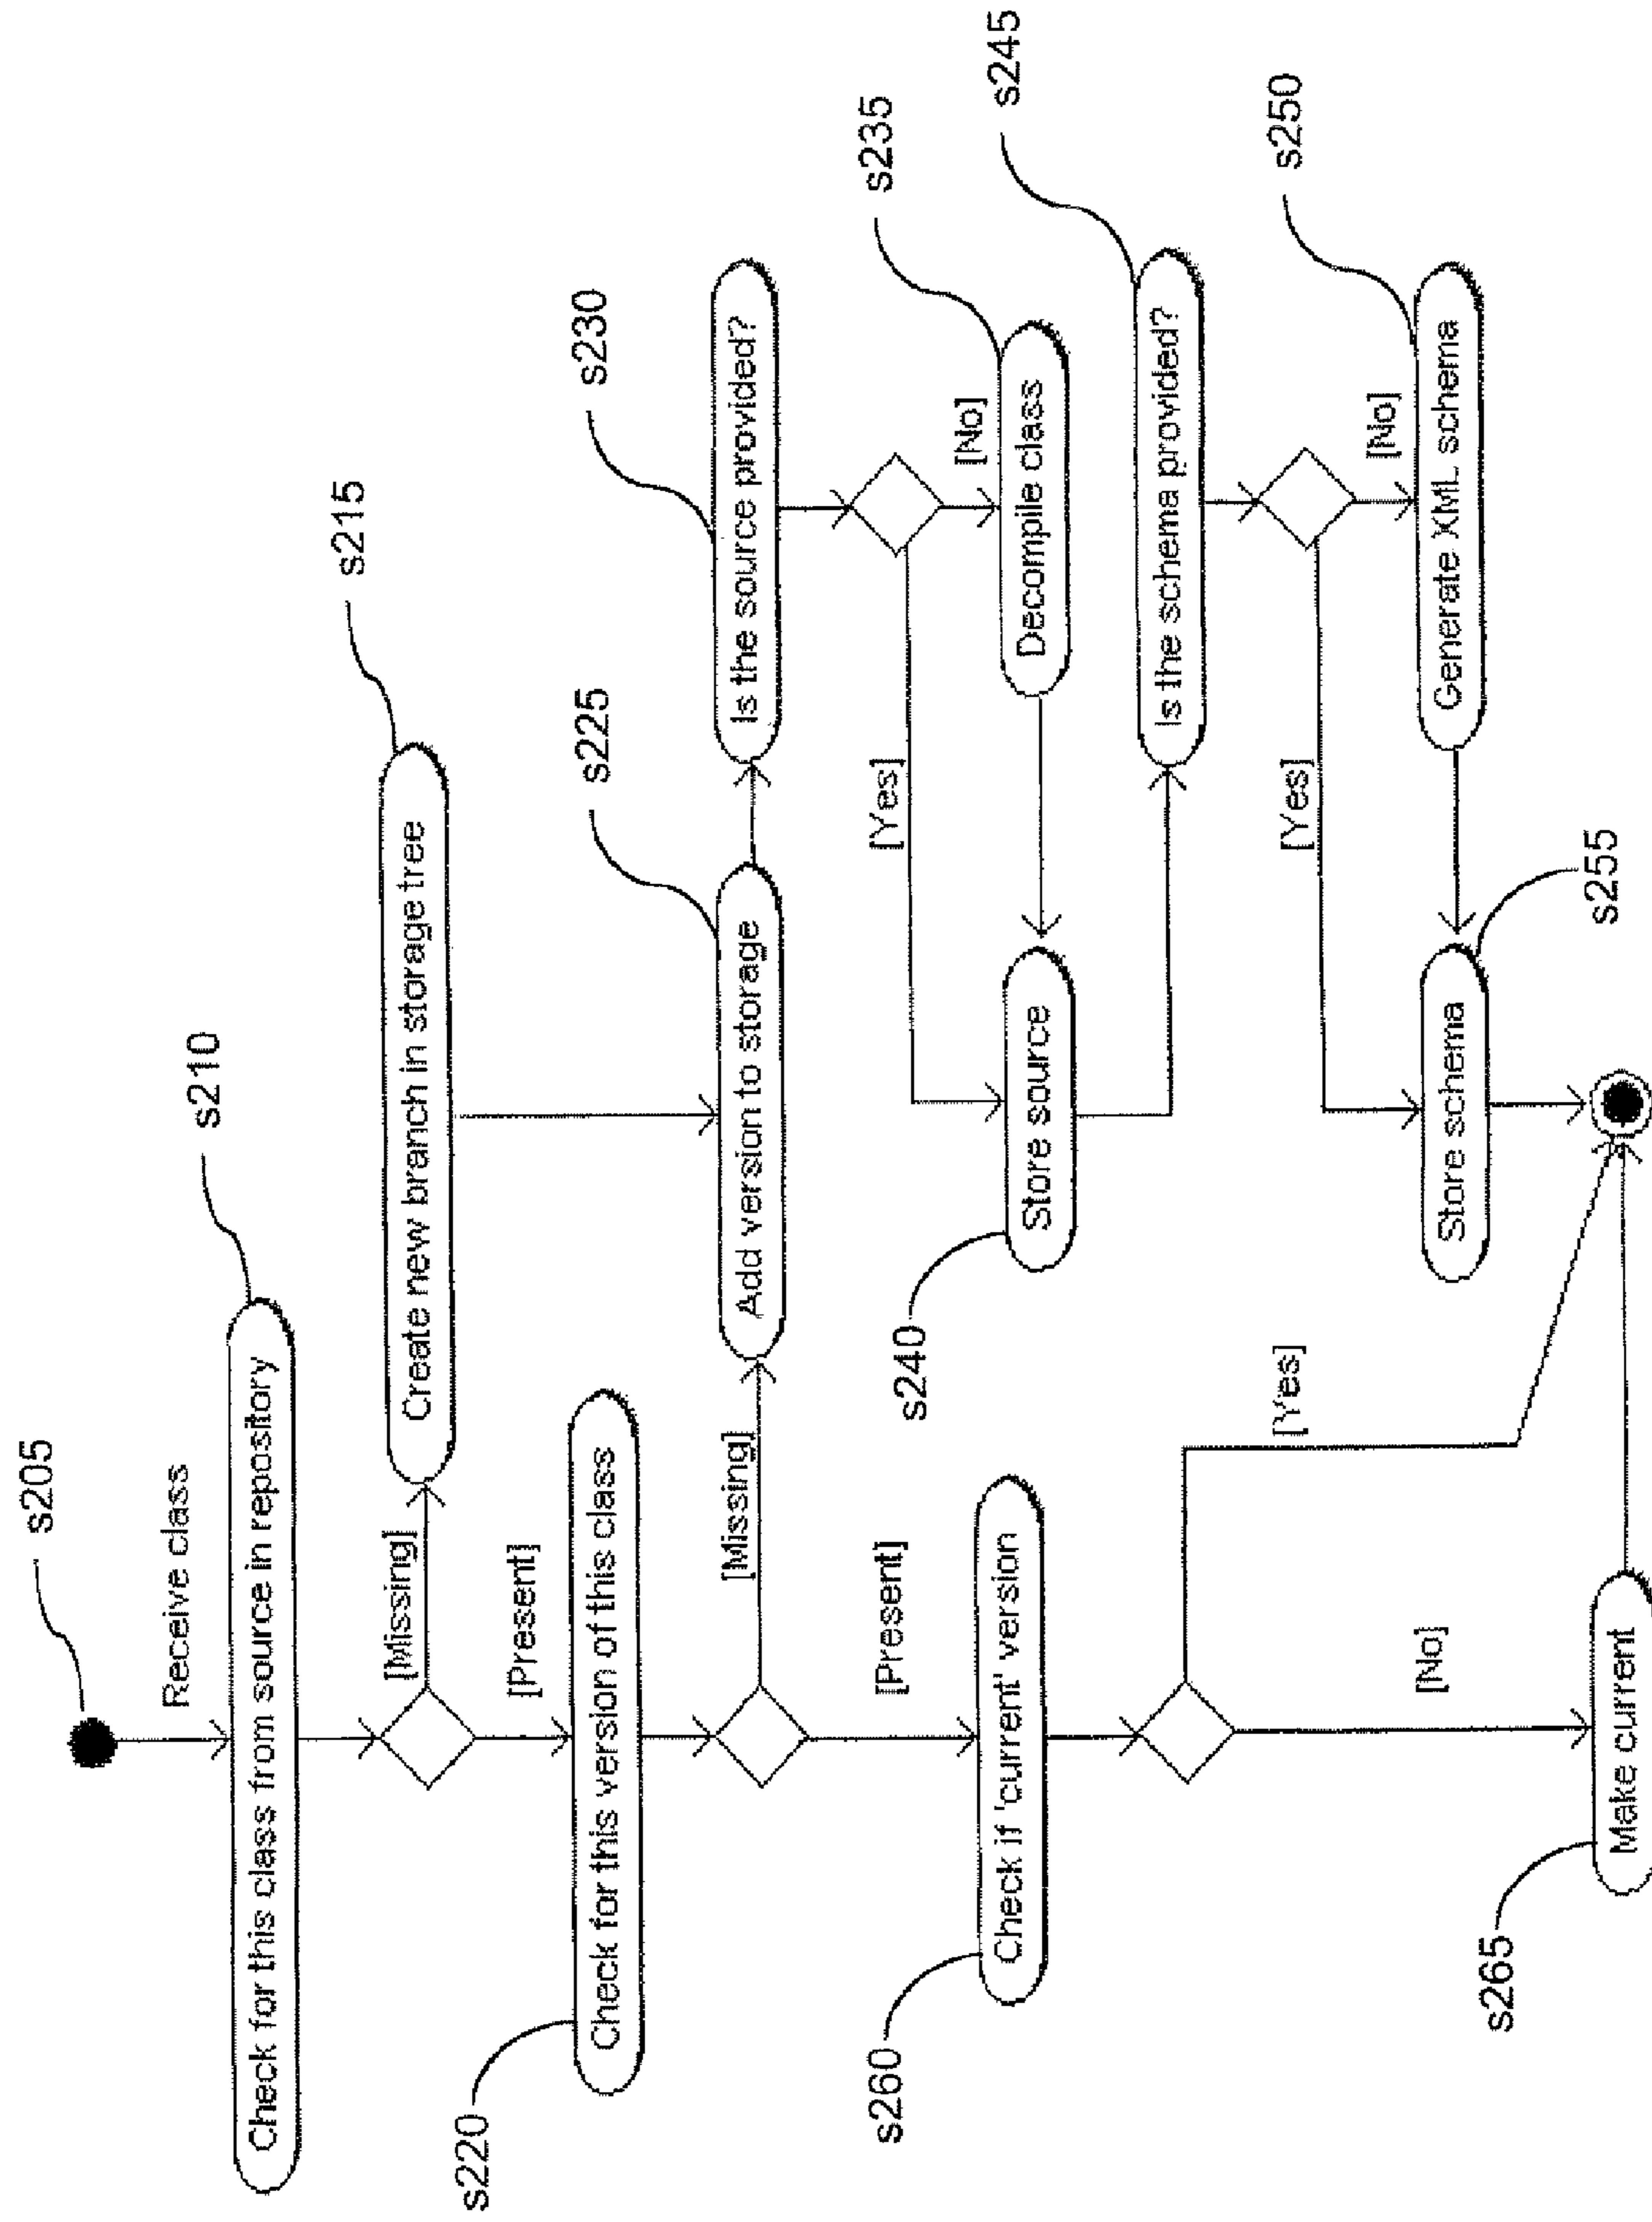 s205
Receive class
s210
Check for this class from source in repository
[Missing]
s215
Create new branch in storage tree
[Present]
s220
Check for this version of this class
[Missing]
s225
Add version to storage
s230
Is the source provided?
[Yes]
[No]
s235
Decompile class
s240
Store source
s245
Is the schema provided?
[Yes]
[No]
s250
Generate XML schema
Store schema
s255
[Present]
s260
Check if 'current' version
[Yes]
[No]
s265
Make current